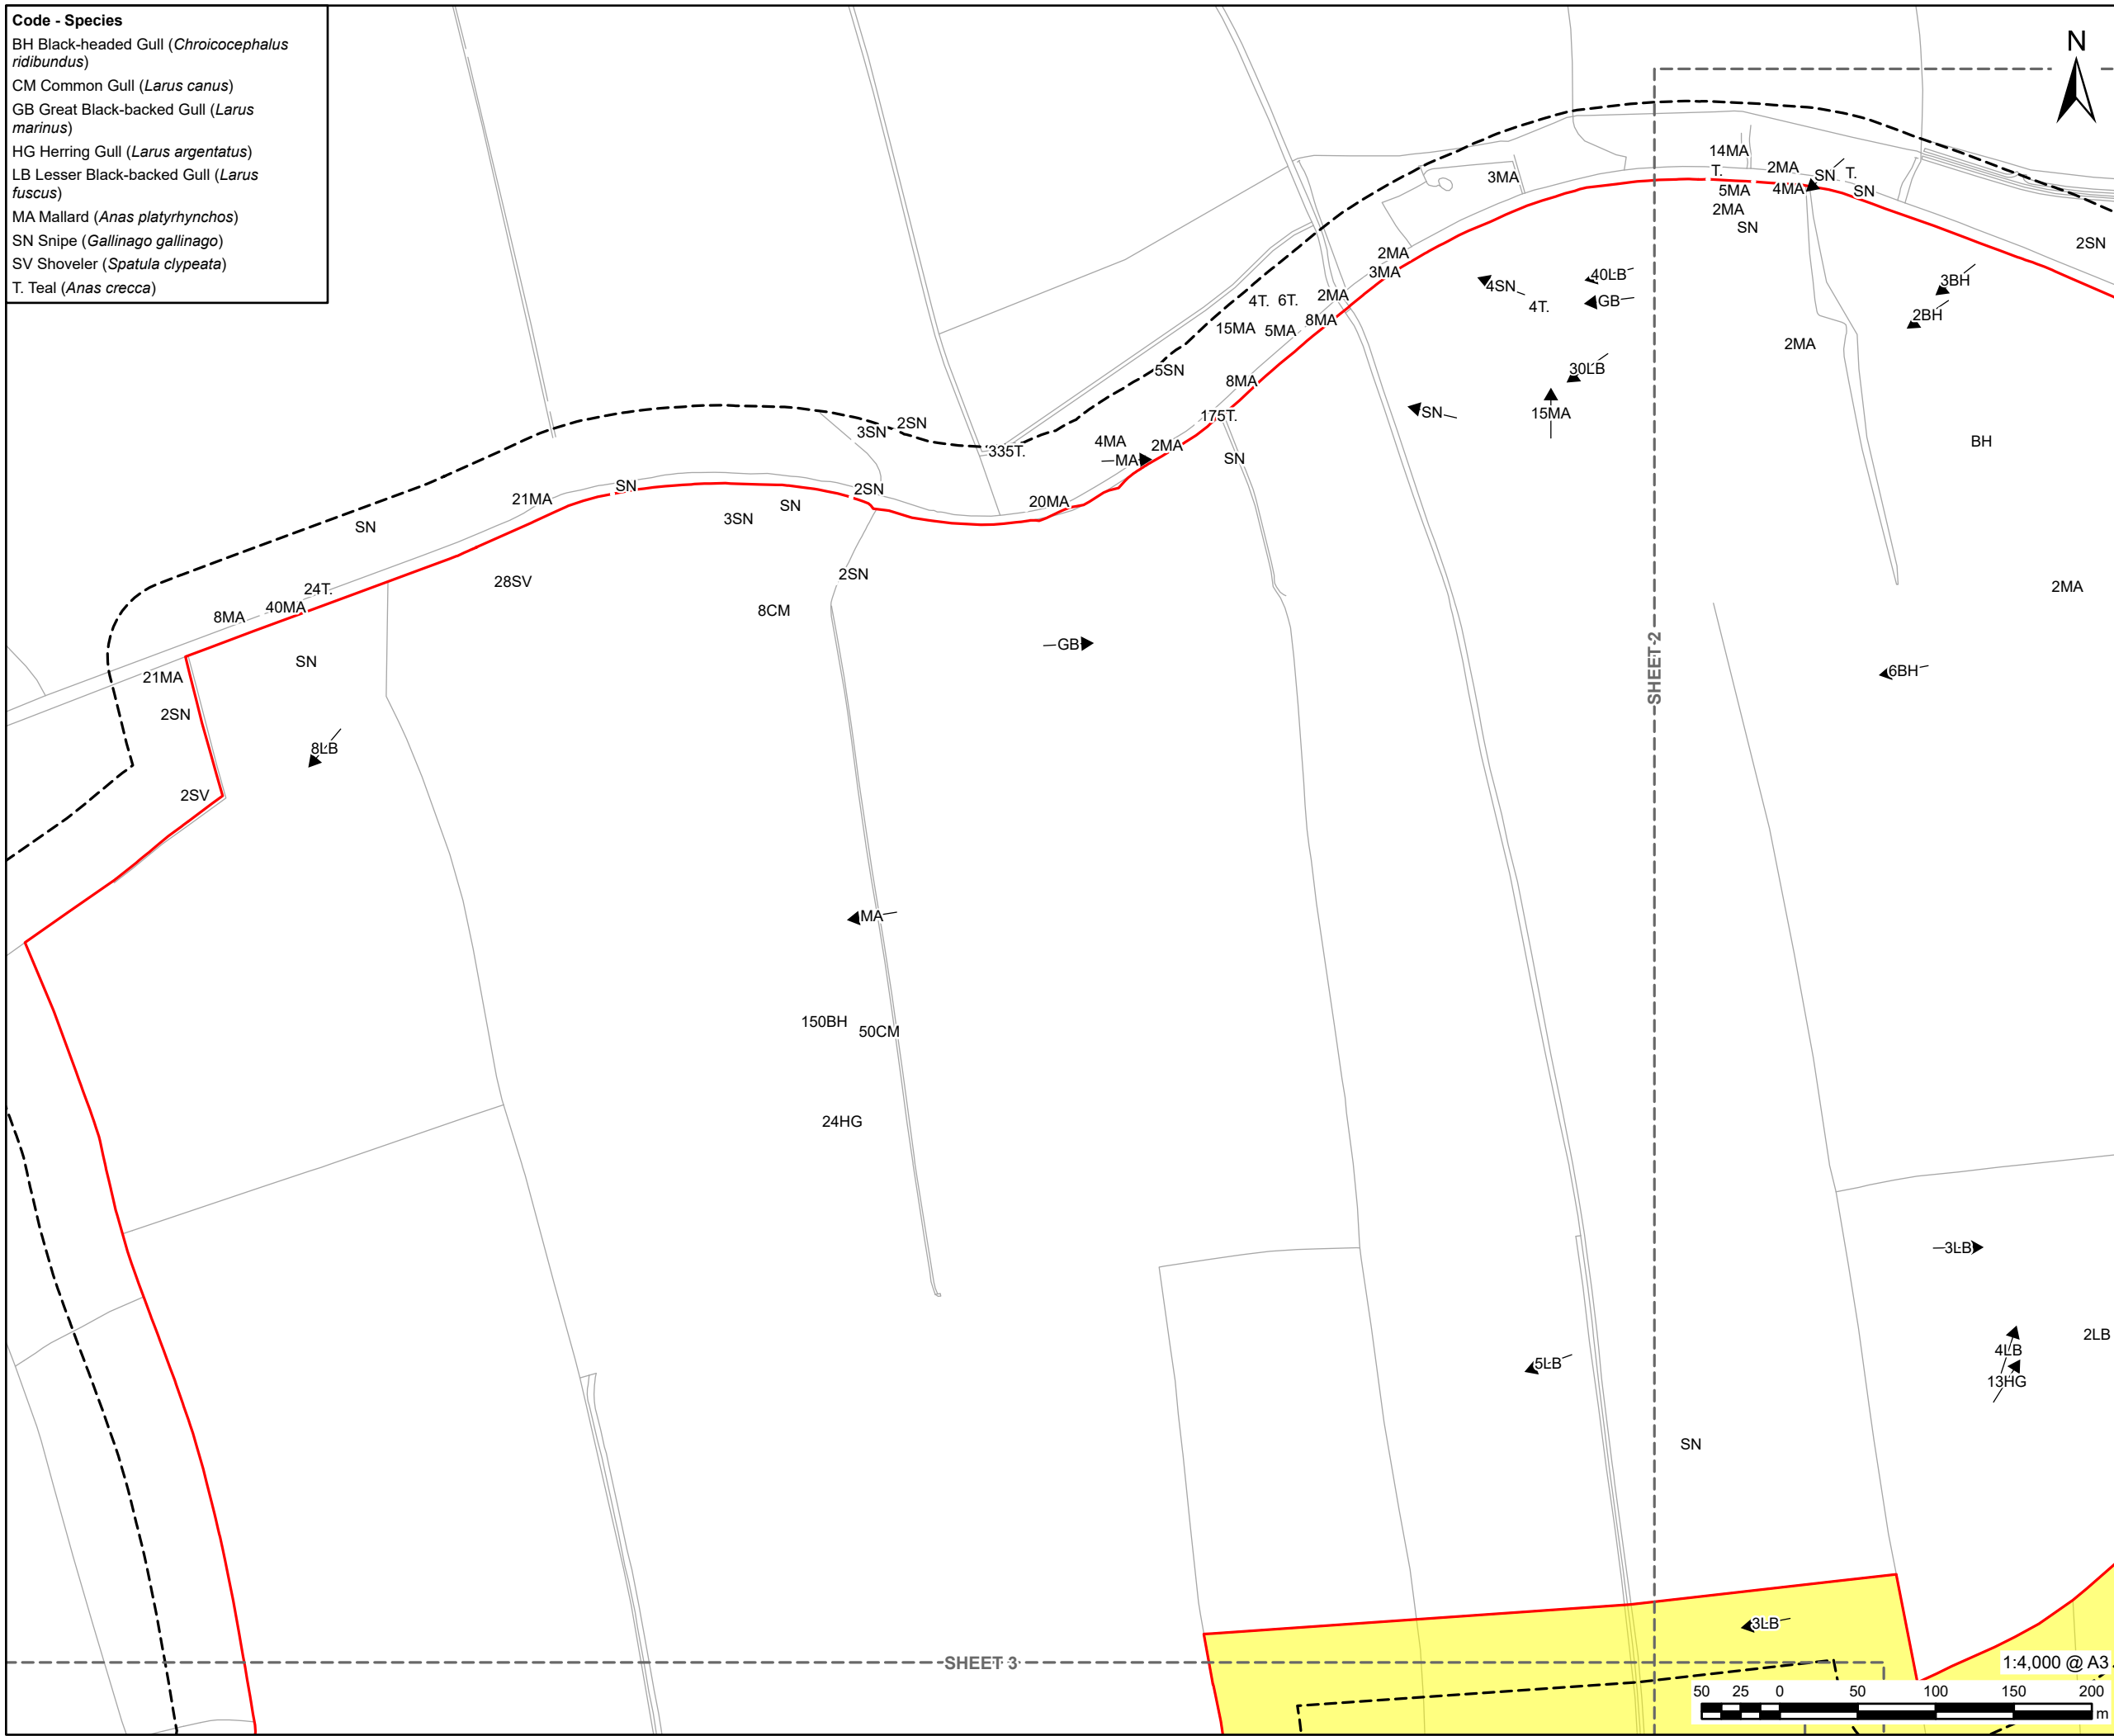 Code - Species
BH Black-headed Gull (Chroicocephalus
ridibundus)
CM Common Gull (Larus canus)
GB Great Black-backed Gull (Larus
marinus)
HG Herring Gull (Larus argentatus)
LB Lesser Black-backed Gull (Larus
fuscus)
MA Mallard (Anas platyrhynchos)
SN Snipe (Gallinago gallinago)
SV Shoveler (Spatula clypeata)
T. Teal (Anas crecca)
N
14MA
T.
2MA
SN
T.
3MA
5MA
4MA
SN
2MA
SN
2SN
2MA
3MA
40LB
4SN
3BH
4T.
6T.
2MA
GB
4T.
2BH
15MA
5MA
8MA
2MA
5SN
30LB
8MA
15MA
SN
175T.
2SN
3SN
4MA
2MA
BH
335T.
MA
SN
SN
2SN
21MA
20MA
SN
3SN
SN
2SN
28SV
24T.
2MA
40MA
8CM
8MA
GB
SN
SHEET 2
6BH
21MA
2SN
8LB
2SV
MA
150BH
50CM
24HG
3LB
2LB
4LB
5LB
13HG
SN
3LB
SHEET 3
1:4,000 @ A3
50 25 0 50 100 150 200
m